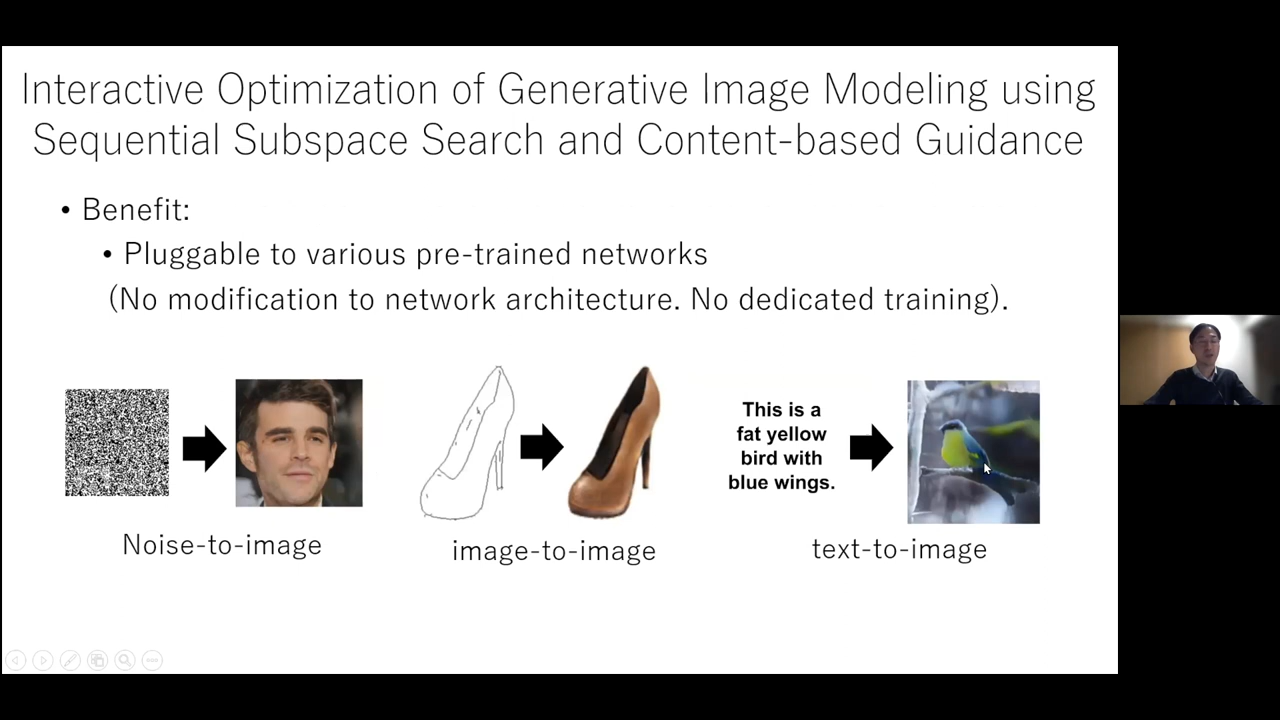 Interactive Optimization of Generative Image Modeling using
Sequential Subspace Search and Content-based Guidance
• Benefit:
• Pluggable to various pre-trained networks
(No modification to network architecture. No dedicated training).
This is a
fat yellow
bird with
blue wings.
Noise-to-image
image-to-image
text-to-image